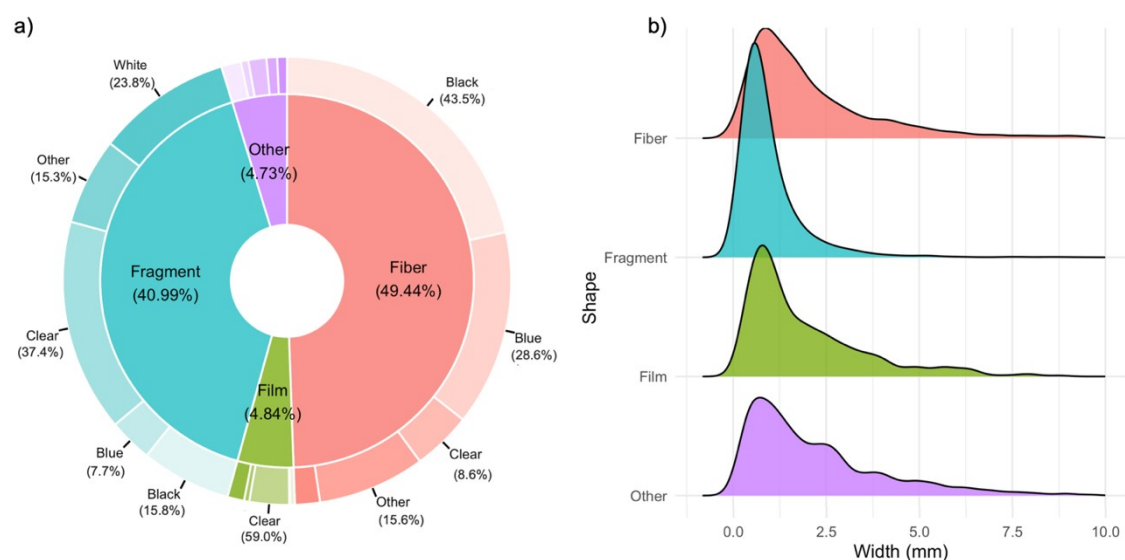 a)
White
(23.8%)
Other
(15.3%)
Clear
(37.4%)
Blue
(7.7%)
Black
(15.8%)
Fragment
(40.99%)
Other
(4.73%)
Film
(4.84%)
Clear
(59.0%)
Fiber
(49.44%)
Black
(43.5%)
Blue
(28.6%)
Clear
(8.6%)
Other
(15.6%)
b)
Shape
Fiber
Fragment
Film
Other
0.0 2.5 5.0 7.5 10.0
Width (mm)